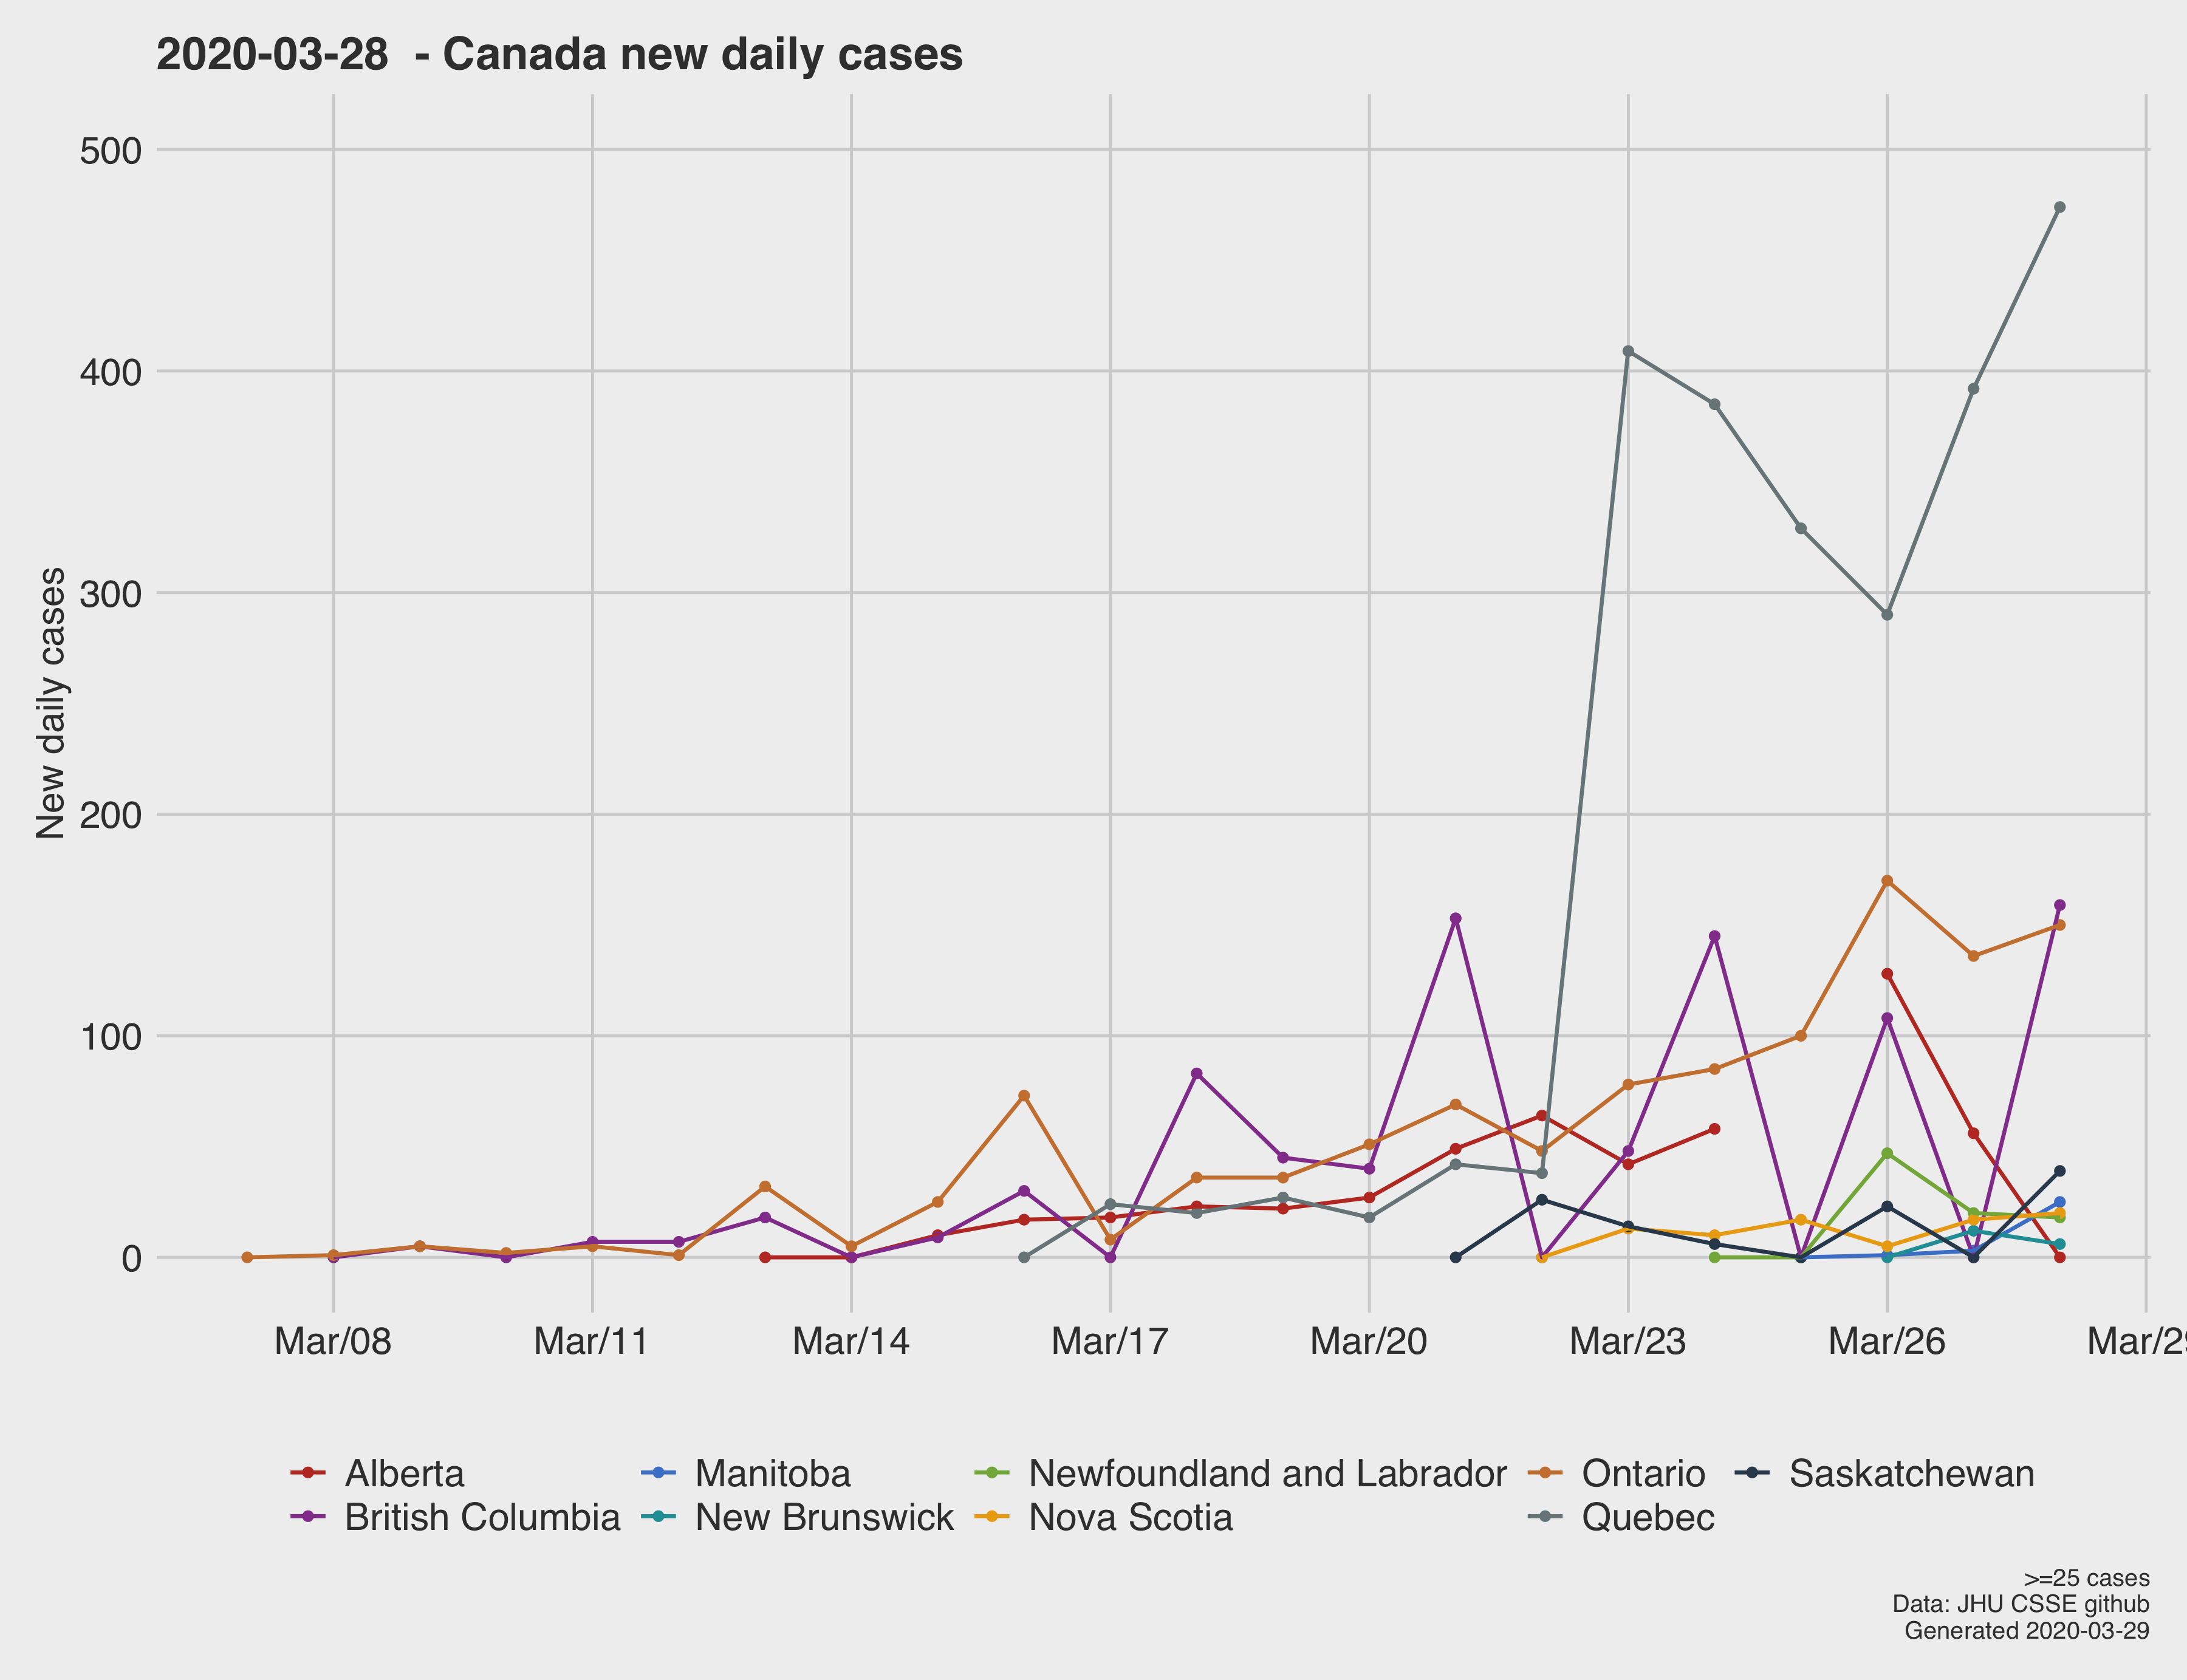 2020-03-28  - Canada new daily cases
New daily cases
500
400
300
200
100
0
Mar/08 Mar/11 Mar/14 Mar/17 Mar/20 Mar/23 Mar/26 Mar/29
Alberta Manitoba Newfoundland and Labrador Ontario Saskatchewan
British Columbia New Brunswick Nova Scotia Quebec
>=25 cases
Data: JHU CSSE github
Generated 2020-03-29